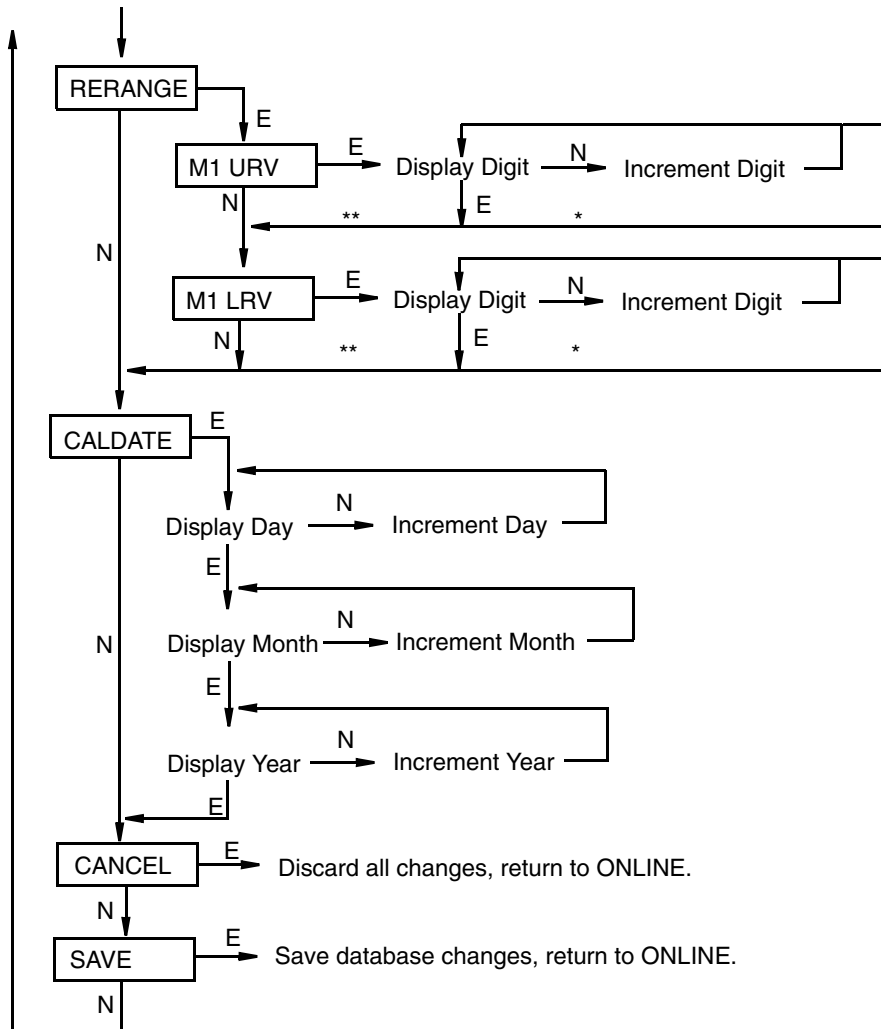 RERANGE
E
M1 URV
E
Display Digit
N
Increment Digit
N
E
**
*
N
M1 LRV
E
Display Digit
N
Increment Digit
N
E
**
*
CALDATE
E
Display Day
N
Increment Day
E
N
Display Month
N
Increment Month
E
Display Year
N
Increment Year
E
CANCEL
E
Discard all changes, return to ONLINE.
N
SAVE
E
Save database changes, return to ONLINE.
N